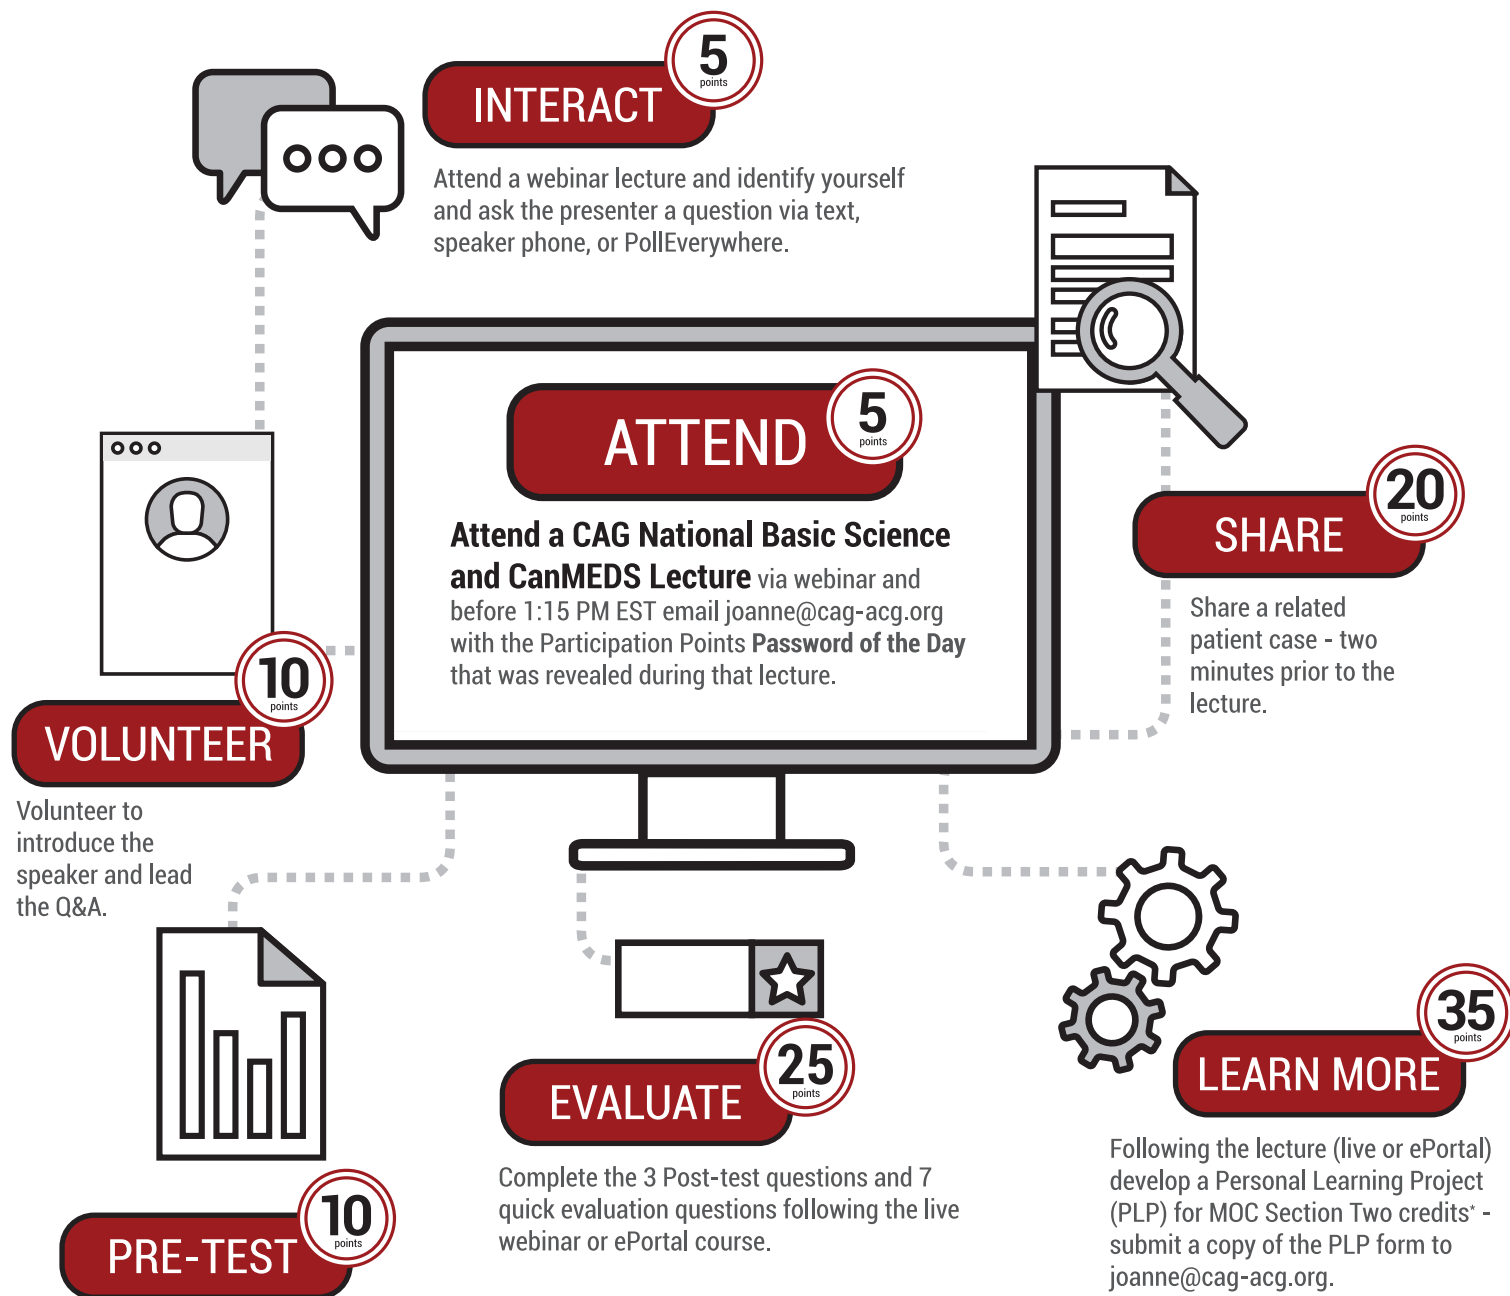 5
points
INTERACT
Attend a webinar lecture and identify yourself
and ask the presenter a question via text,
speaker phone, or PollEverywhere.
5
points
ATTEND
Attend a CAG National Basic Science
and CanMEDS Lecture via webinar and
before 1:15 PM EST email joanne@cag-acg.org
with the Participation Points Password of the Day
that was revealed during that lecture.
20
points
SHARE
Share a related
patient case - two
minutes prior to the
lecture.
10
points
VOLUNTEER
Volunteer to
introduce the
speaker and lead
the Q&A.
10
points
PRE-TEST
25
points
EVALUATE
Complete the 3 Post-test questions and 7
quick evaluation questions following the live
webinar or ePortal course.
35
points
LEARN MORE
Following the lecture (live or ePortal)
develop a Personal Learning Project
(PLP) for MOC Section Two credits* -
submit a copy of the PLP form to
joanne@cag-acg.org.